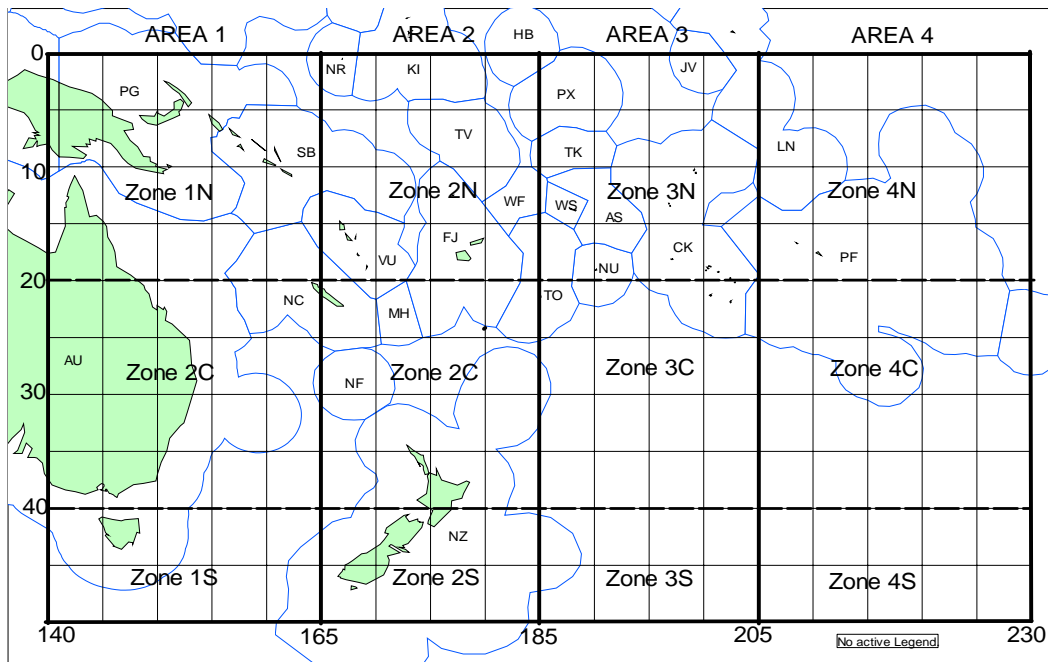 AREA 1 AREA 2 AREA 3 AREA 4
HB
0
NR KI JV
PG PX
TV
SB TK LN
10
Zone 1N Zone 2N Zone 3N Zone 4N
WF WS AS
FJ CK
VU NU PF
20
NC MH TO
AU Zone 2C NF Zone 2C Zone 3C Zone 4C
30
40
NZ
Zone 1S Zone 2S Zone 3S Zone 4S
140 165 185 205 230
No active Legend.